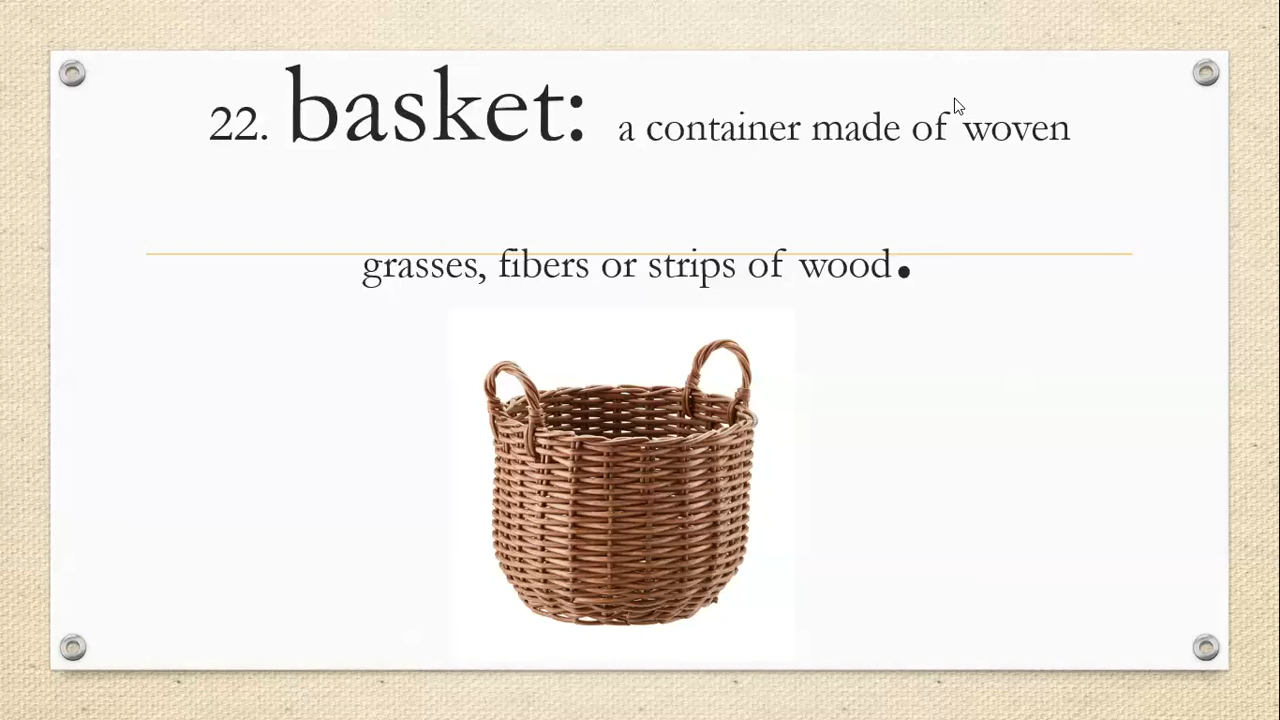 22. basket: a container made of woven
grasses, fibers or strips of wood.